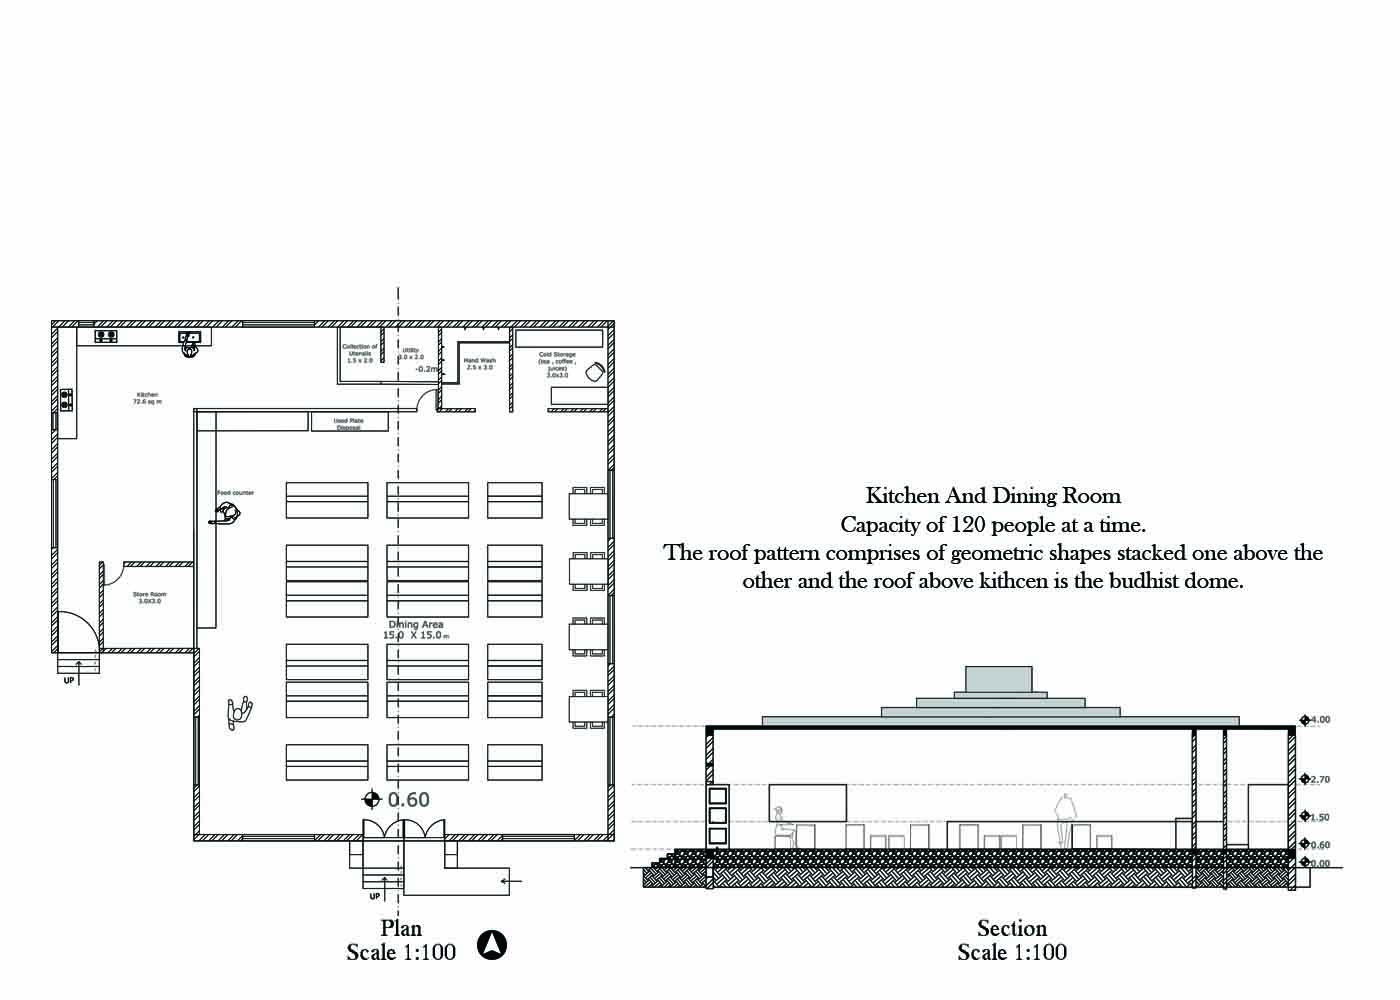 Collection of
Utensils
1.5 x 2.0
Utility
3.0 x 2.0
-0.2m
Hand Wash
2.5 x 3.0
Cold Storage
(tea , coffee ,
juices)
3.0x3.0
Kitchen
72.6 sq m
Used Plate
Disposal
Food counter
Store Room
3.0X3.0
Dining Area
15.0 X 15.0 m
UP
0.60
UP
Plan
Scale 1:100
Kitchen And Dining Room
Capacity of 120 people at a time.
The roof pattern comprises of geometric shapes stacked one above the
other and the roof above kithcen is the budhist dome.
4.00
2.70
1.50
0.60
0.00
Section
Scale 1:100